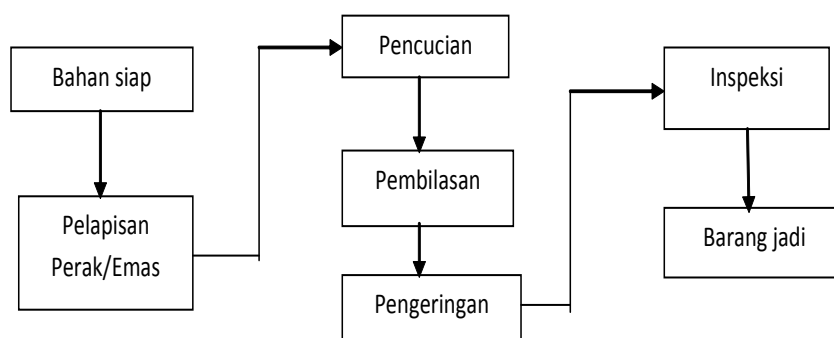 Bahan siap
Pelapisan
Perak/Emas
Pencucian
Pembilasan
Pengeringan
Inspeksi
Barang jadi